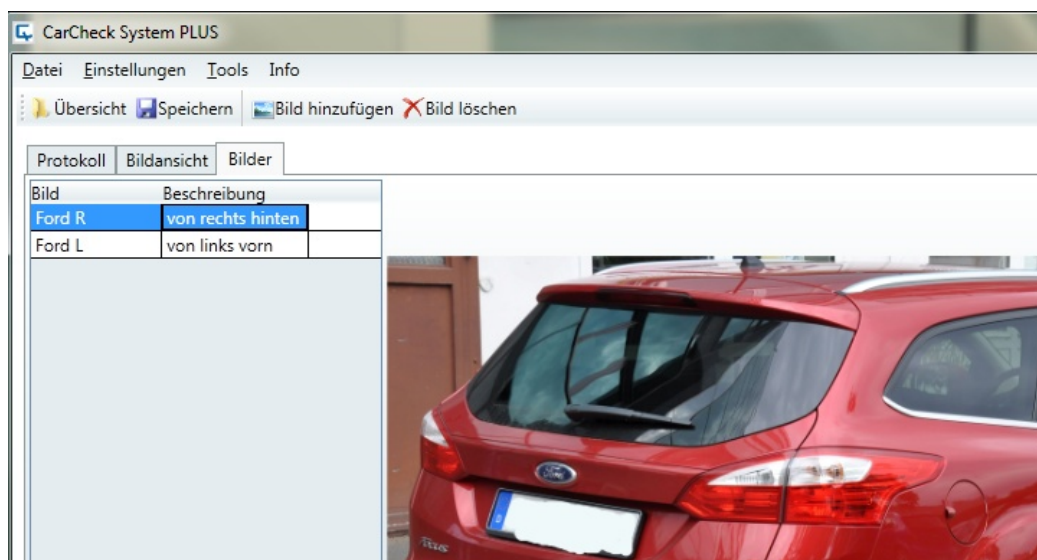 CarCheck System PLUS
Datei Einstellungen Tools Info
Übersicht Speichern Bild hinzufügen Bild löschen
Protokoll Bildansicht Bilder
Bild Beschreibung
Ford R von rechts hinten
Ford L von links vorn
Ford